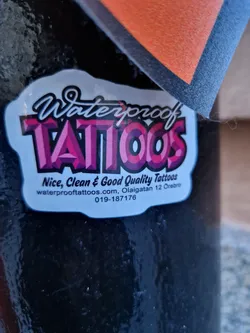 Waterproof
TATTOOS
Nice, Clean & Good Quality Tattoos
waterprooftattoos.com, Olaigatan 12 Örebro
019-187176